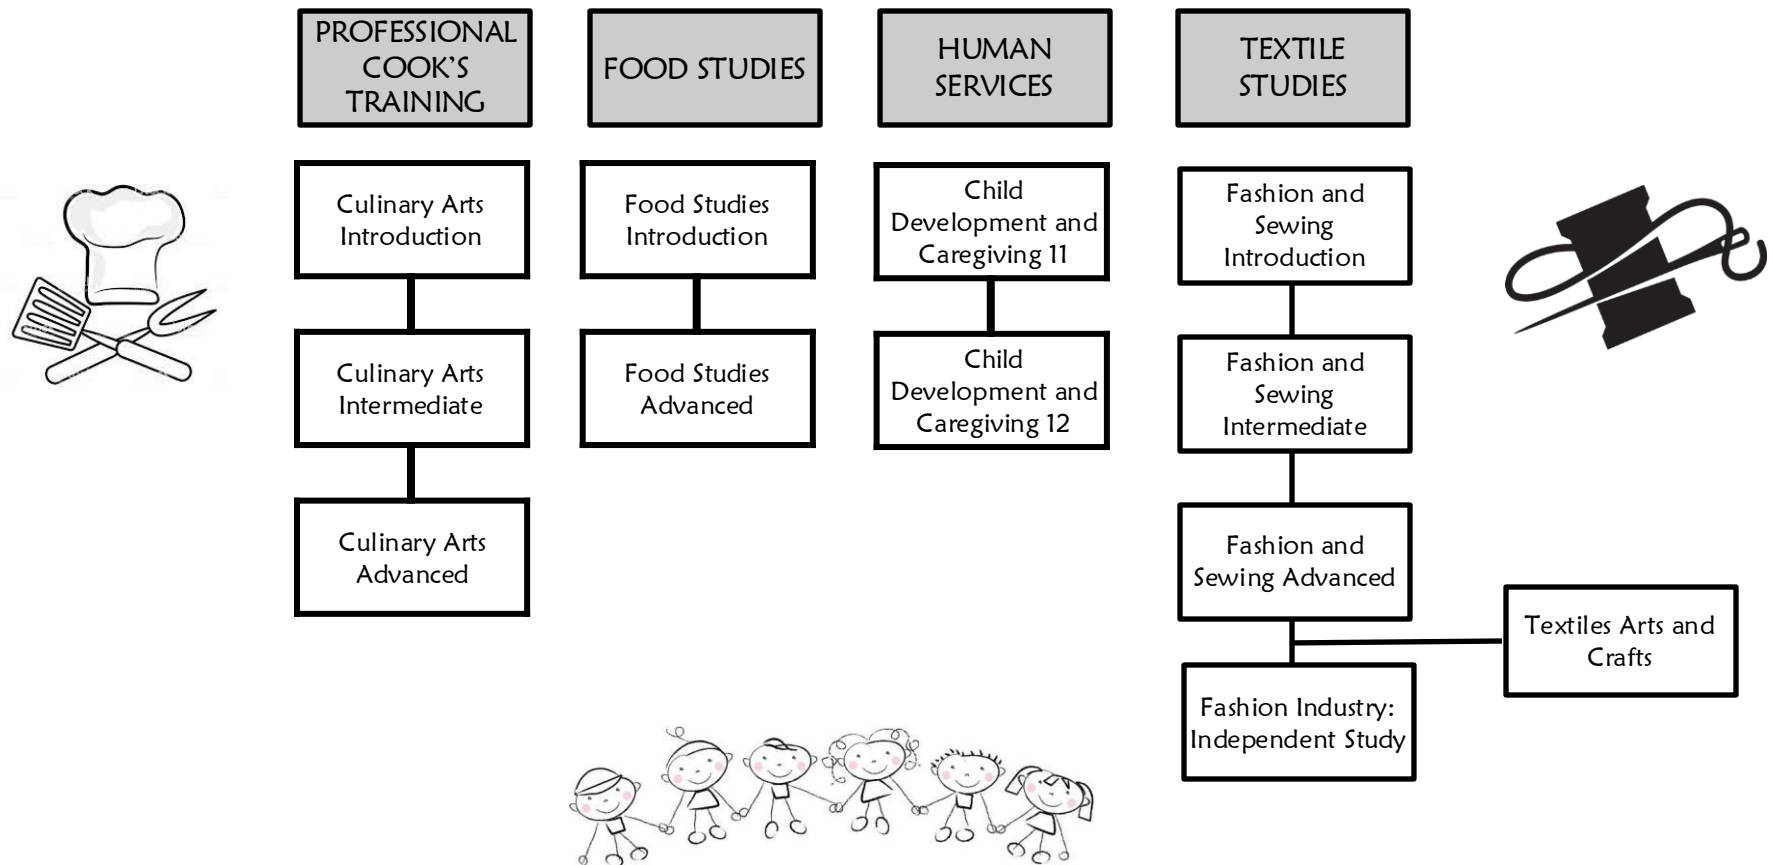 PROFESSIONAL
COOK'S
TRAINING
FOOD STUDIES
HUMAN
SERVICES
TEXTILE
STUDIES
Culinary Arts
Introduction
Food Studies
Introduction
Child
Development and
Caregiving 11
Fashion and
Sewing
Introduction
Culinary Arts
Intermediate
Food Studies
Advanced
Child
Development and
Caregiving 12
Fashion and
Sewing
Intermediate
Culinary Arts
Advanced
Fashion and
Sewing Advanced
Textiles Arts and
Crafts
Fashion Industry:
Independent Study